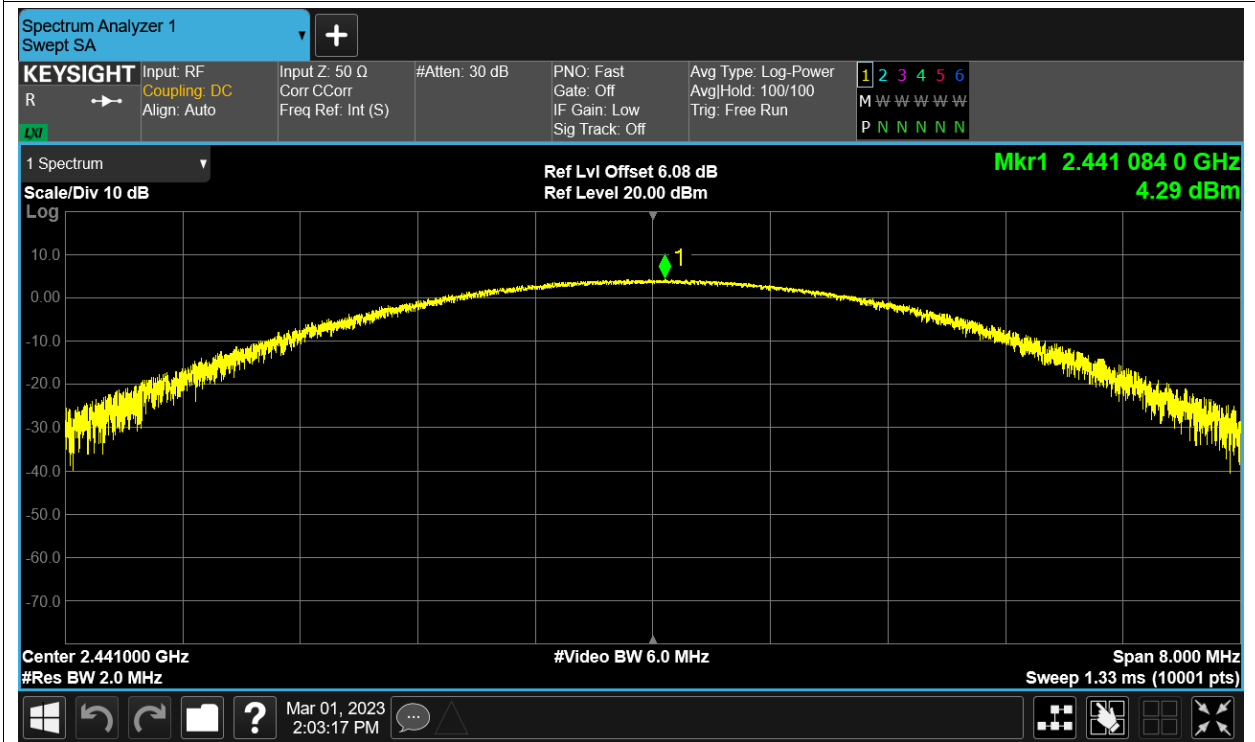 Spectrum Analyzer 1
Swept SA
+
KEYSIGHT
R
LXI
Input: RF
Coupling: DC
Align: Auto
Input Z: 50 Ω
Corr CCorr
Freq Ref: Int (S)
#Atten: 30 dB
PNO: Fast
Gate: Off
IF Gain: Low
Sig Track: Off
Avg Type: Log-Power
Avg|Hold: 100/100
Trig: Free Run
1 2 3 4 5 6
M W W W W W
P N N N N N
1 Spectrum
Scale/Div 10 dB
Log
Ref Lvl Offset 6.08 dB
Ref Level 20.00 dBm
Mkr1 2.441 084 0 GHz
4.29 dBm
1
10.0
0.00
-10.0
-20.0
-30.0
-40.0
-50.0
-60.0
-70.0
Center 2.441000 GHz
#Video BW 6.0 MHz
Span 8.000 MHz
#Res BW 2.0 MHz
Sweep 1.33 ms (10001 pts)
?
Mar 01, 2023
2:03:17 PM